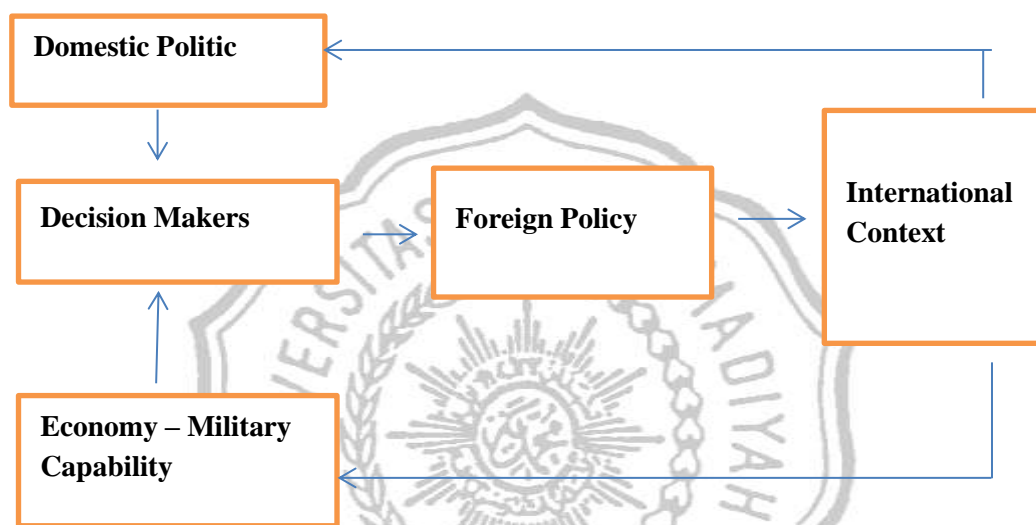 Domestic Politic
Decision Makers
Foreign Policy
International
Context
Economy – Military
Capability